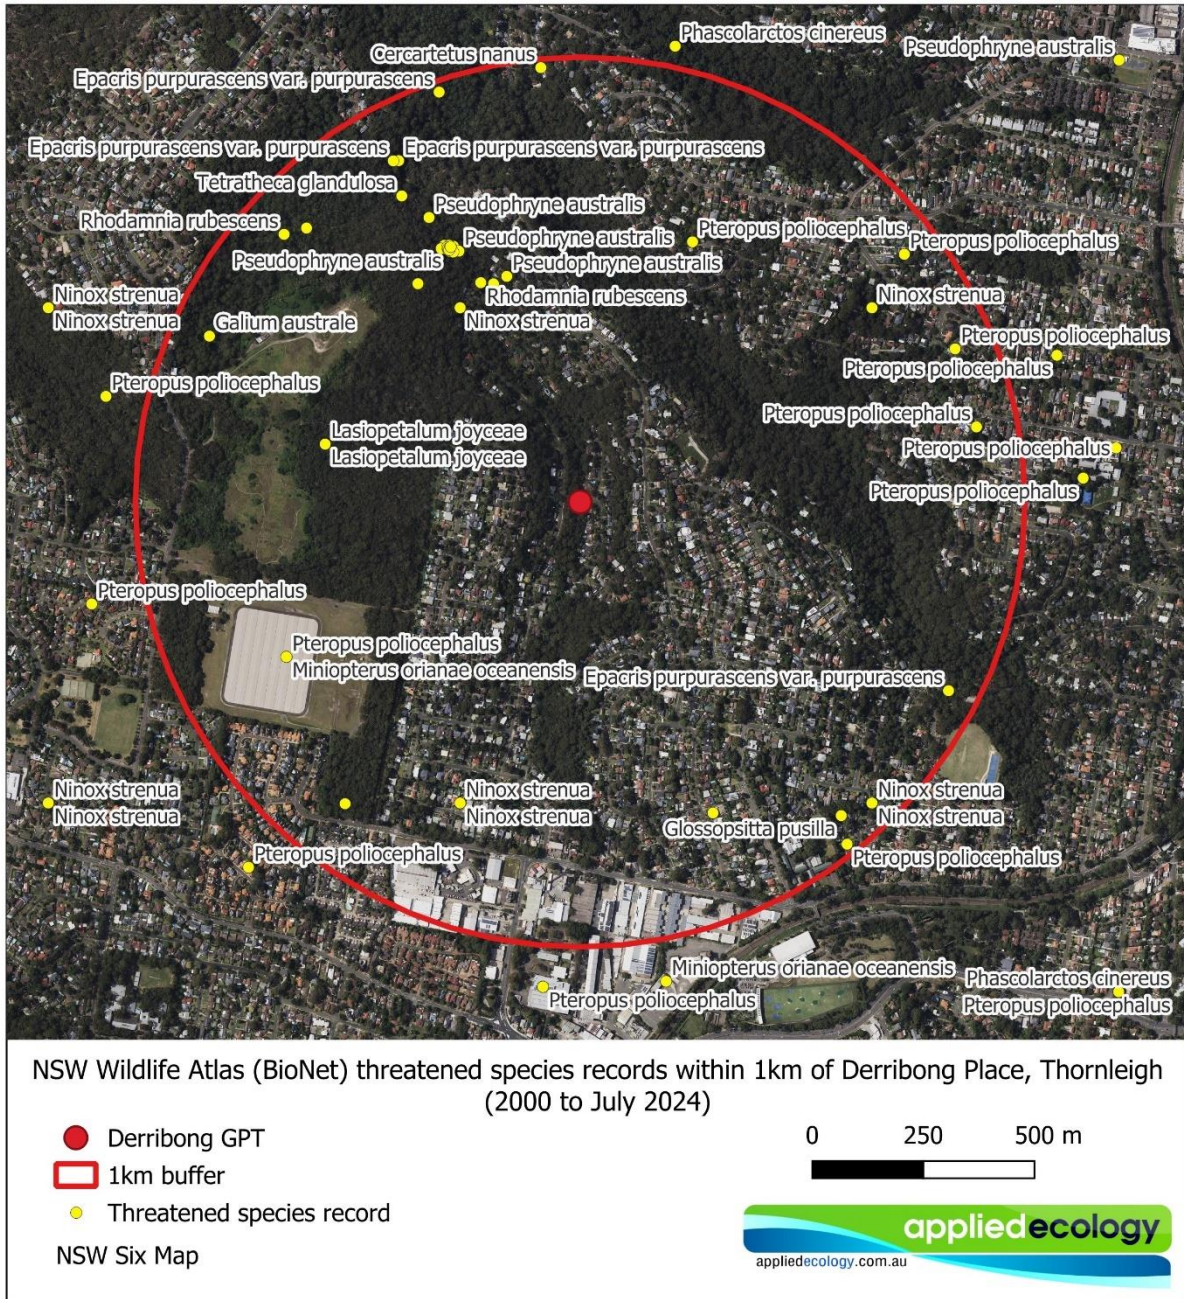 Phascolarctos cinereus
Pseudophryne australis
Cercartetus nanus
Epacris purpurascens var. purpurascens
Epacris purpurascens var. purpurascens
Epacris purpurascens var. purpurascens
Tetratheca glandulosa
Pseudophryne australis
Rhodamnia rubescens
Pseudophryne australis
Pteropus poliocephalus
Pteropus poliocephalus
Pseudophryne australis
Pseudophryne australis
Ninox strenua
Ninox strenua
Rhodamnia rubescens
Ninox strenua
Ninox strenua
Galium australe
Pteropus poliocephalus
Pteropus poliocephalus
Pteropus poliocephalus
Pteropus poliocephalus
Lasiopetalum joyceae
Lasiopetalum joyceae
Pteropus poliocephalus
Pteropus poliocephalus
Pteropus poliocephalus
Pteropus poliocephalus
Miniopterus orianae oceanensis
Epacris purpurascens var. purpurascens
Ninox strenua
Ninox strenua
Ninox strenua
Ninox strenua
Ninox strenua
Ninox strenua
Glossopsitta pusilla
Pteropus poliocephalus
Pteropus poliocephalus
Miniopterus orianae oceanensis
Pteropus poliocephalus
Phascolarctos cinereus
Pteropus poliocephalus
NSW Wildlife Atlas (BioNet) threatened species records within 1km of Derribong Place, Thornleigh
(2000 to July 2024)
Derribong GPT
1km buffer
Threatened species record
NSW Six Map
0 250 500 m
appliedecology
appliedecology.com.au